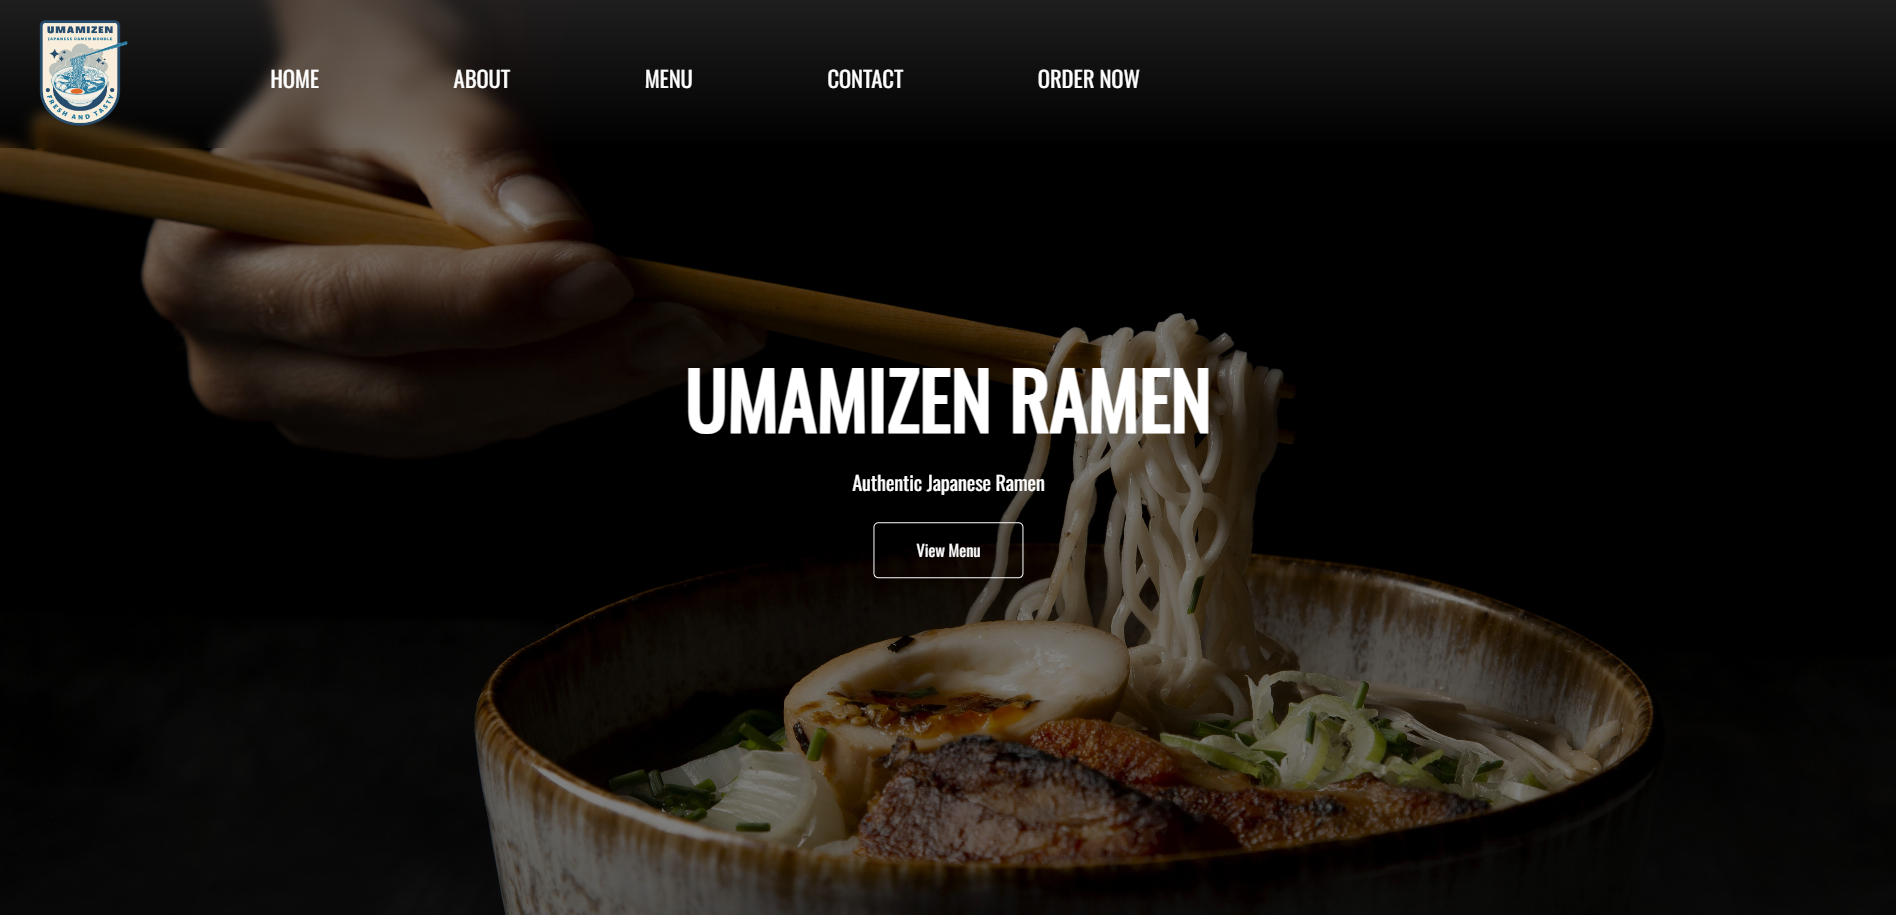 UMAMIZEN
JAPANESE RAMEN NOODLE
FRESH AND TASTY
HOME
ABOUT
MENU
CONTACT
ORDER NOW
UMAMIZEN RAMEN
Authentic Japanese Ramen
View Menu